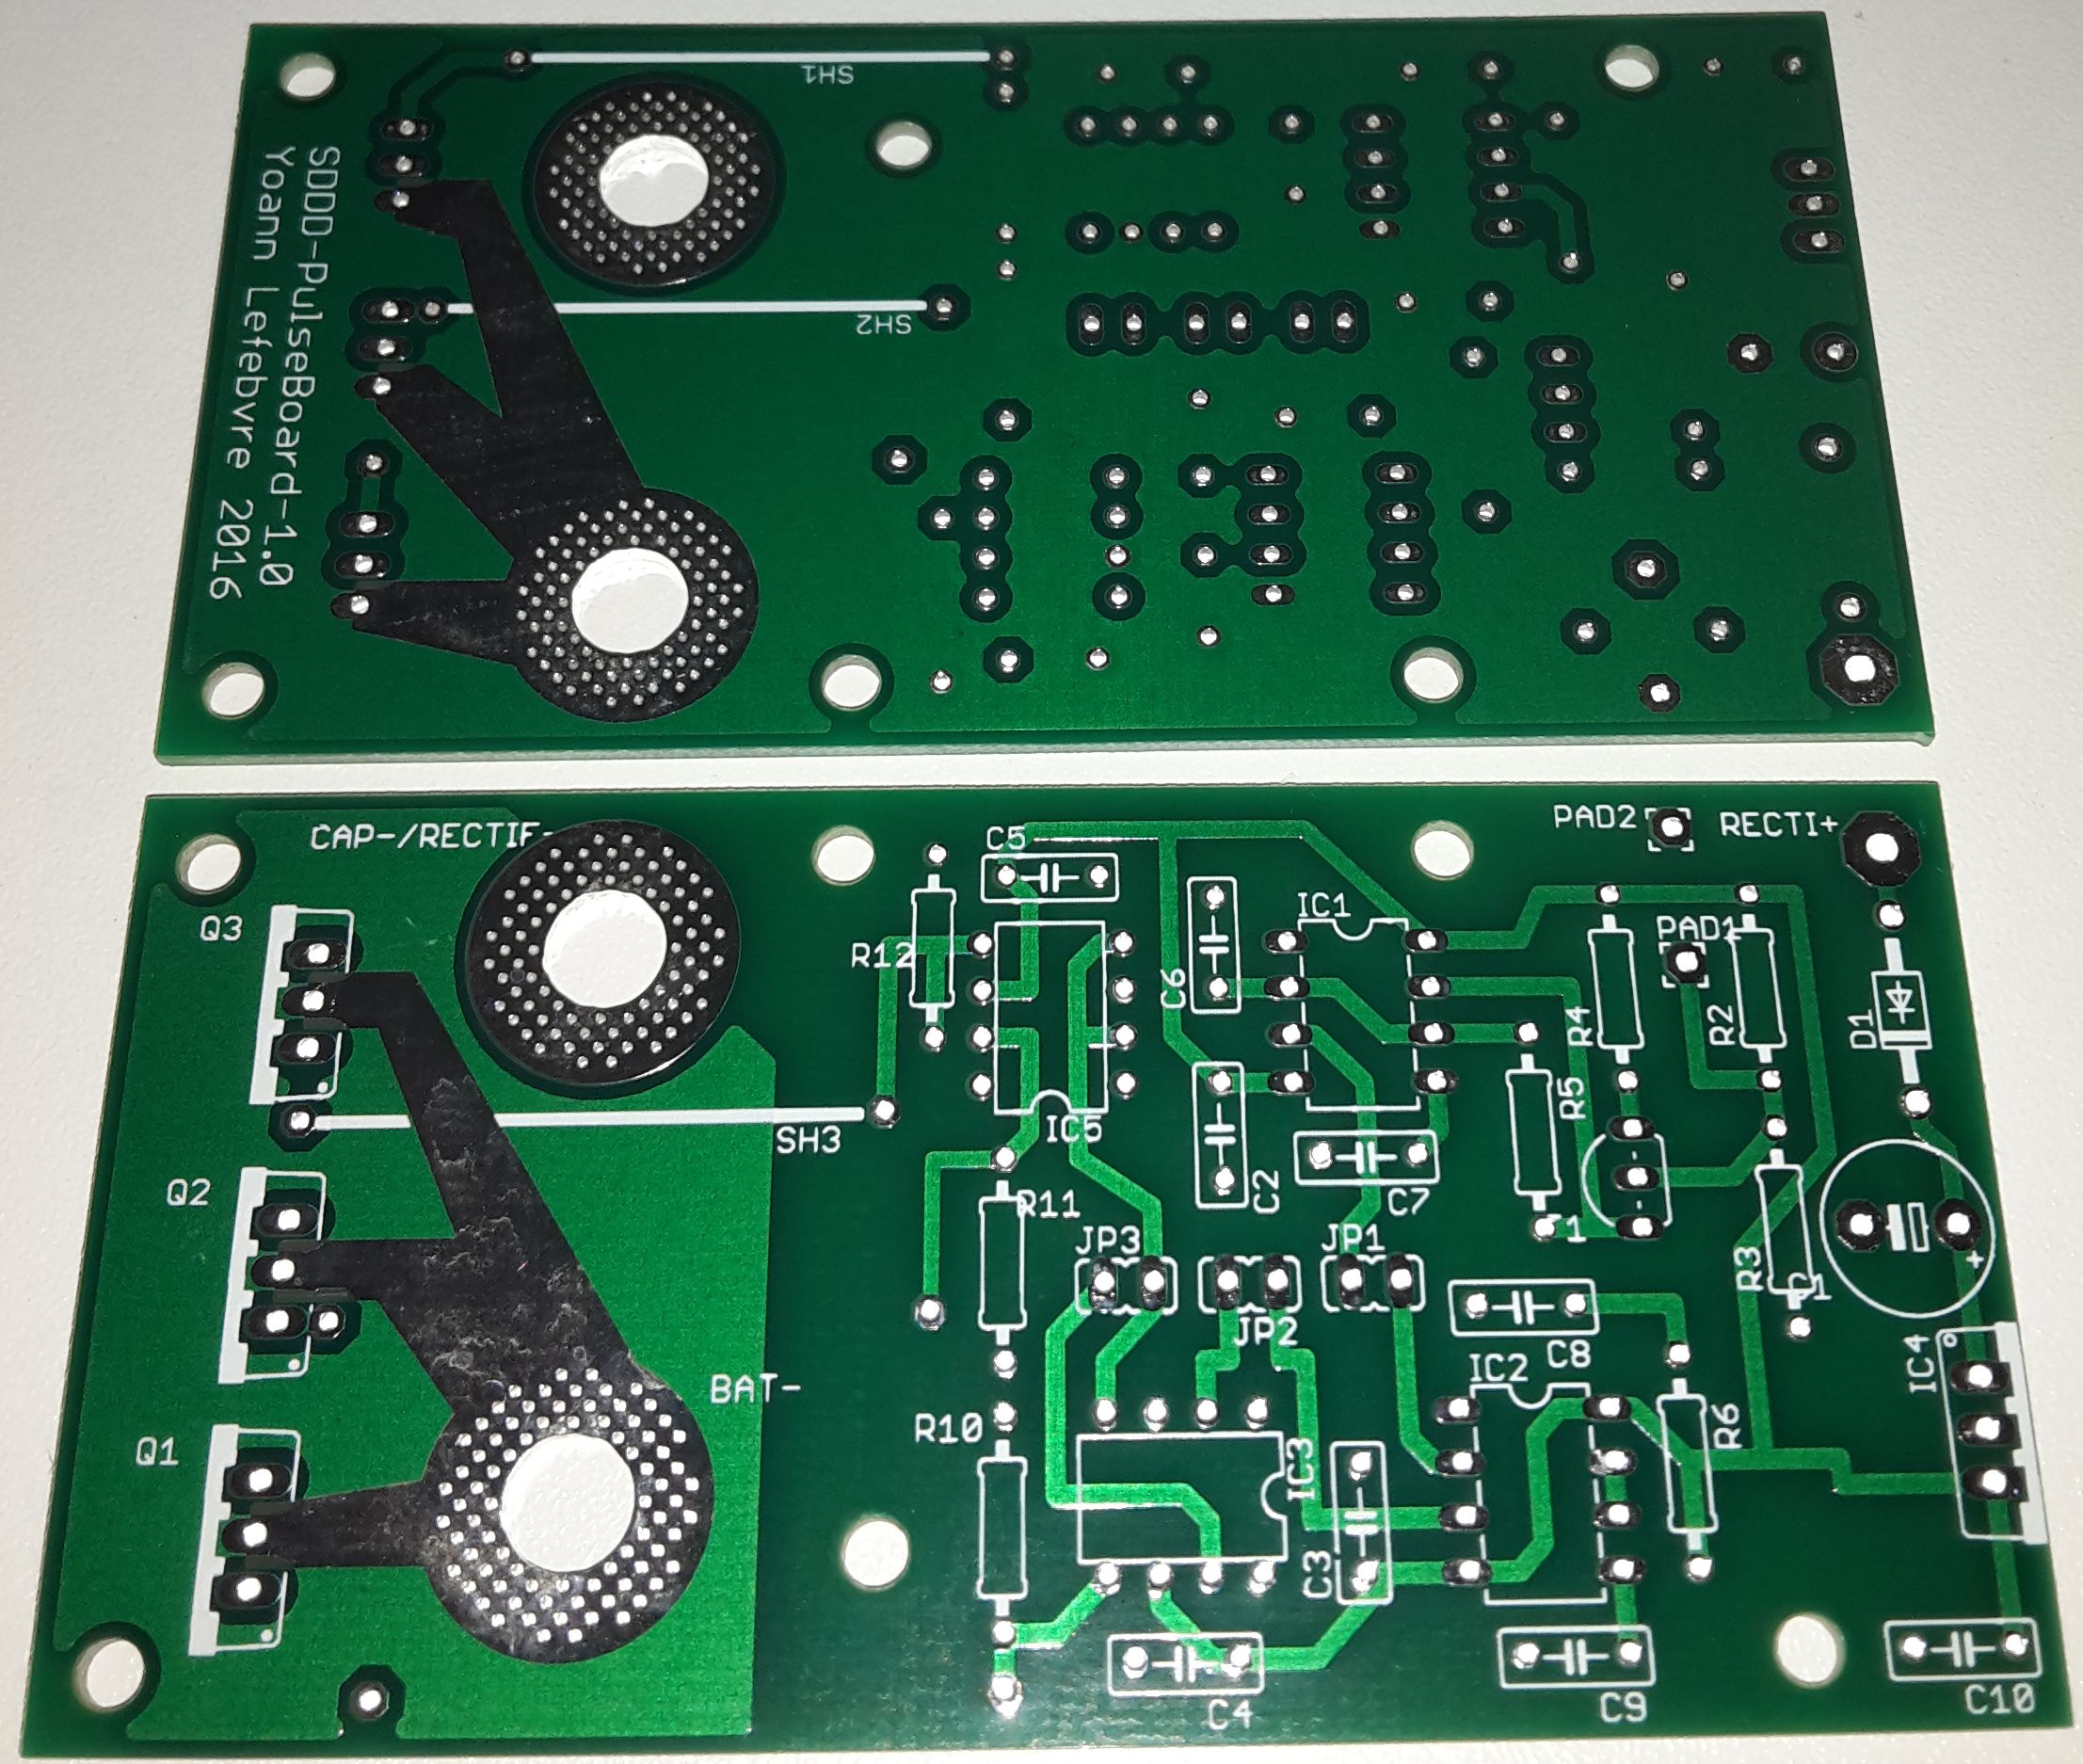 SH1
SH2
SDDD-PulseBoard-1.0
Yoann Lefebvre 2016
CAP-/RECTIF-
C5
PAD2
RECTI+
Q3
R12
C6
IC1
R4
PAD1
R2
D1
SH3
IC5
C2
C7
R5
Q2
R11
JP3
JP2
JP1
R3
+
BAT-
C8
IC2
IC4
R10
Q1
IC3
C3
R6
C4
C9
C10